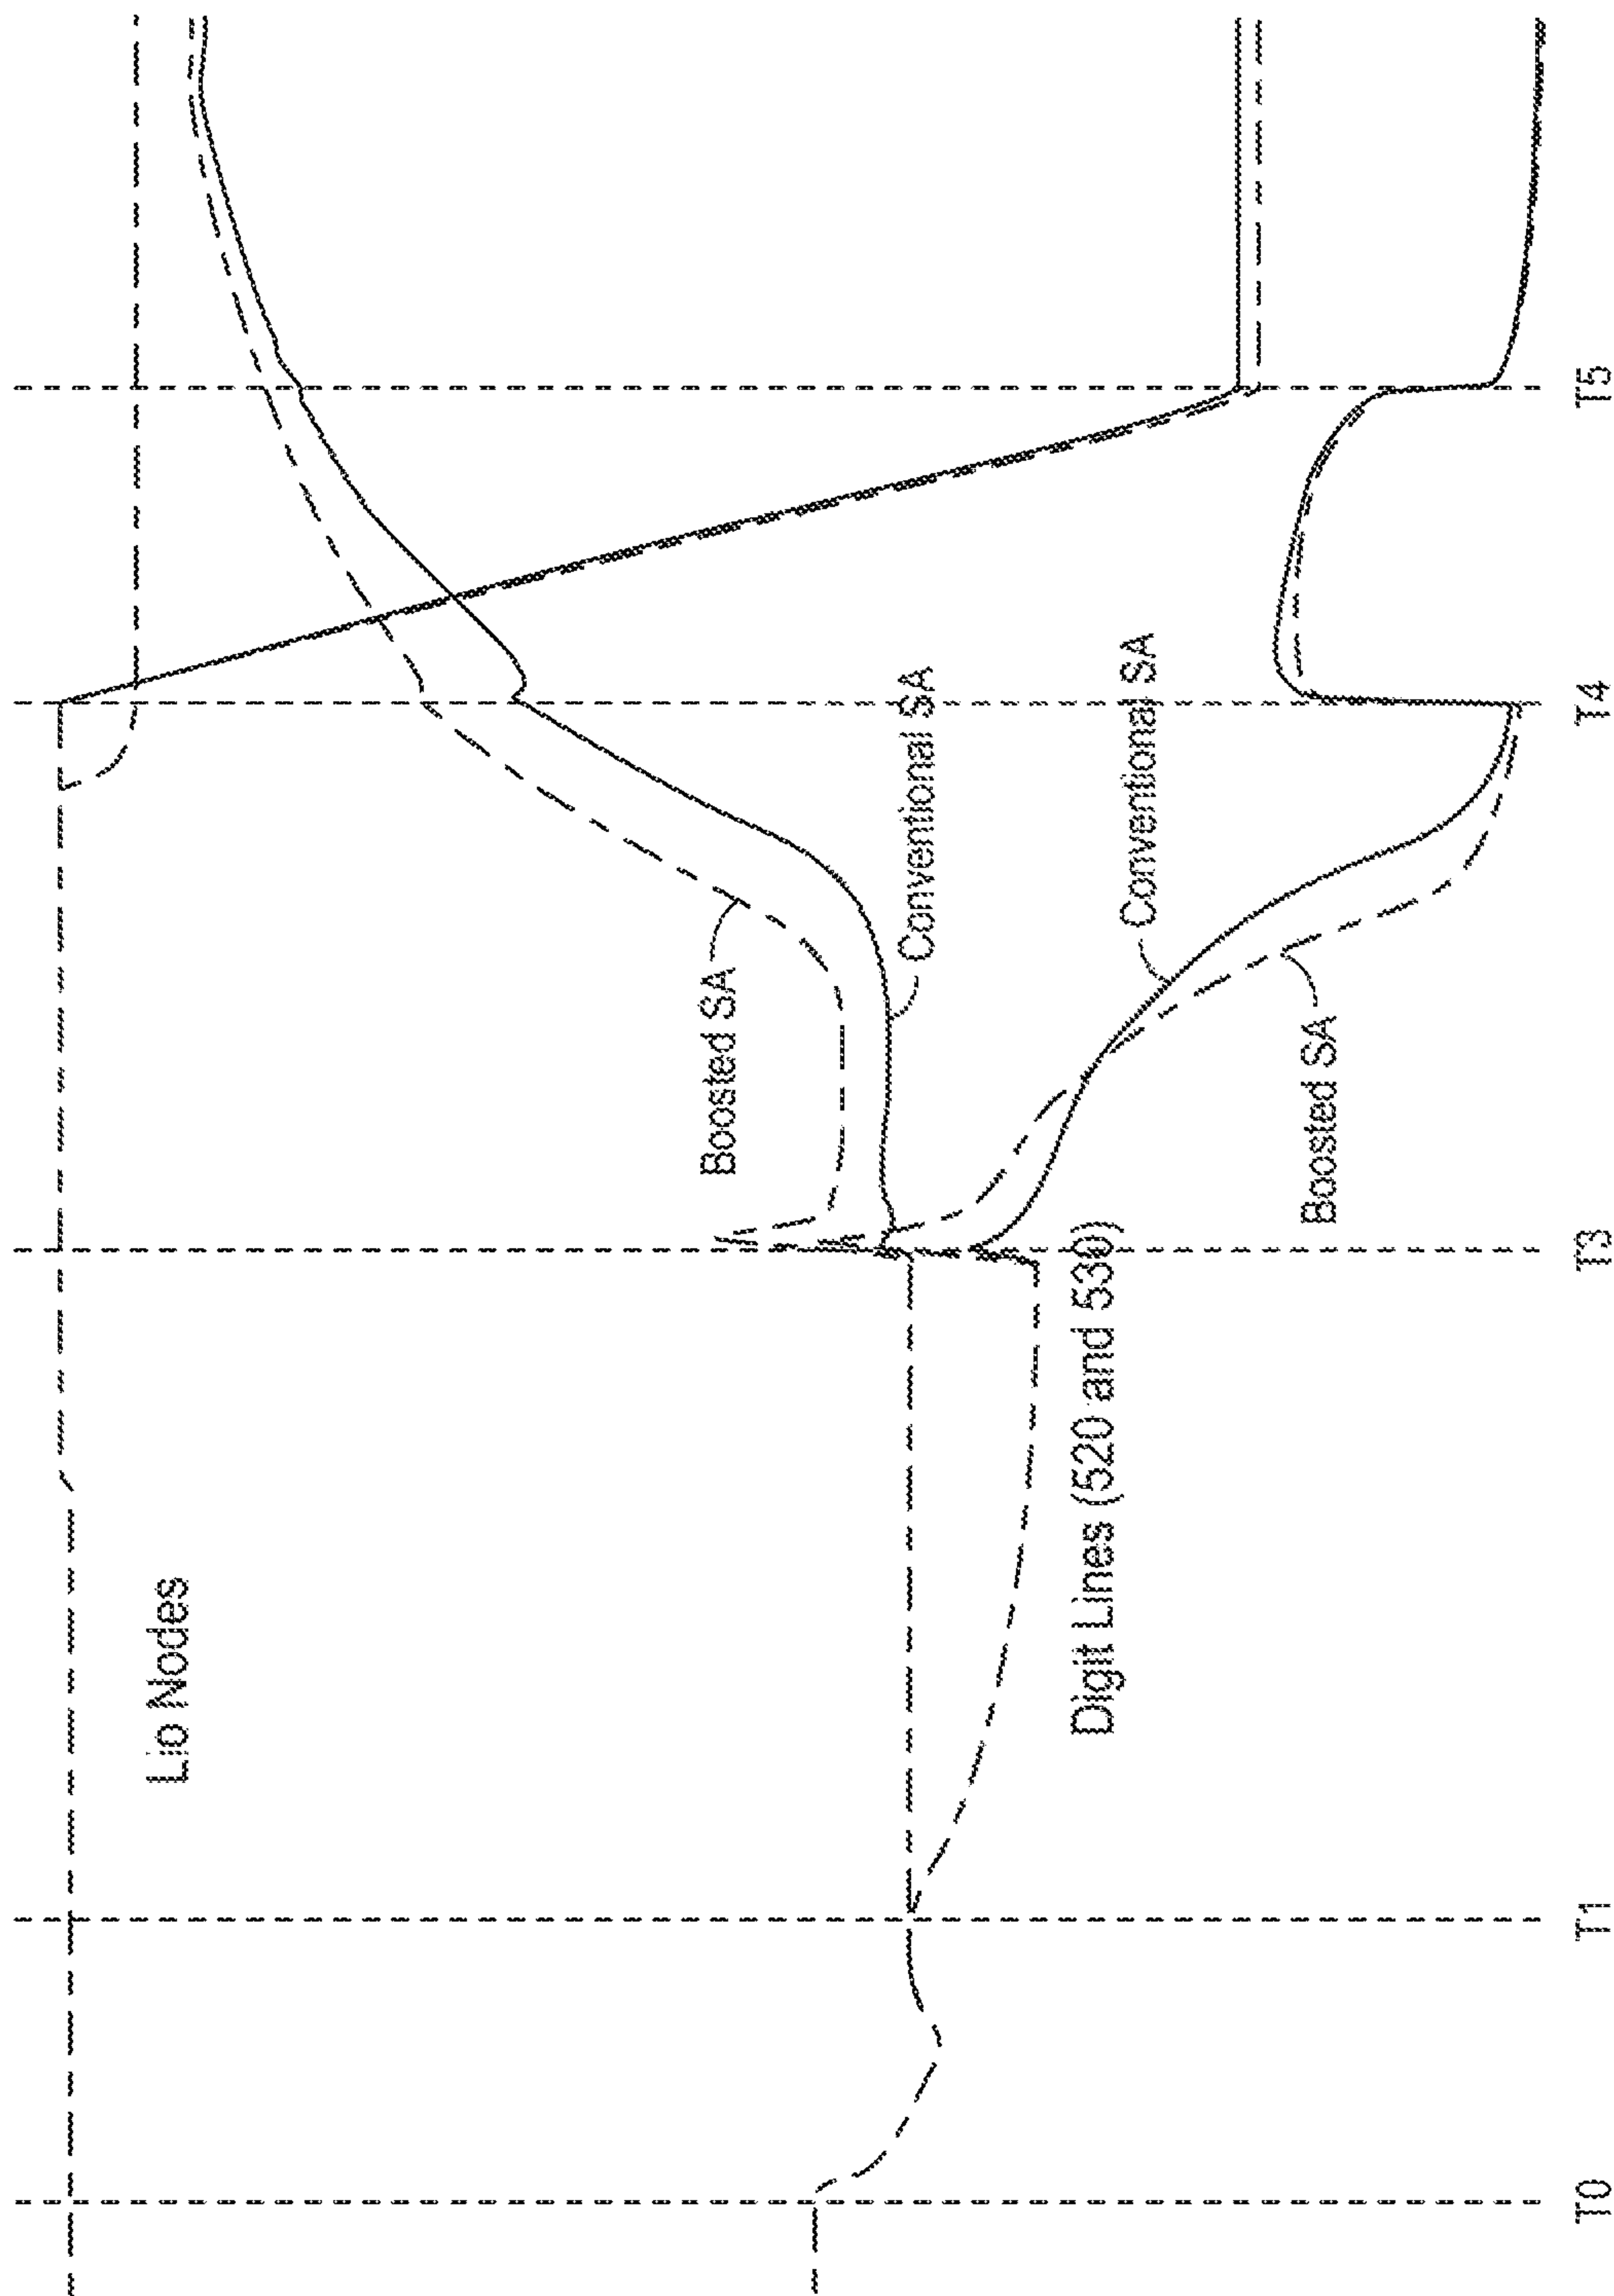 Lio Nodes
Boosted SA
Conventional SA
Digit Lines (520 and 530)
Conventional SA
Boosted SA
T0
T1
T3
T4
T5